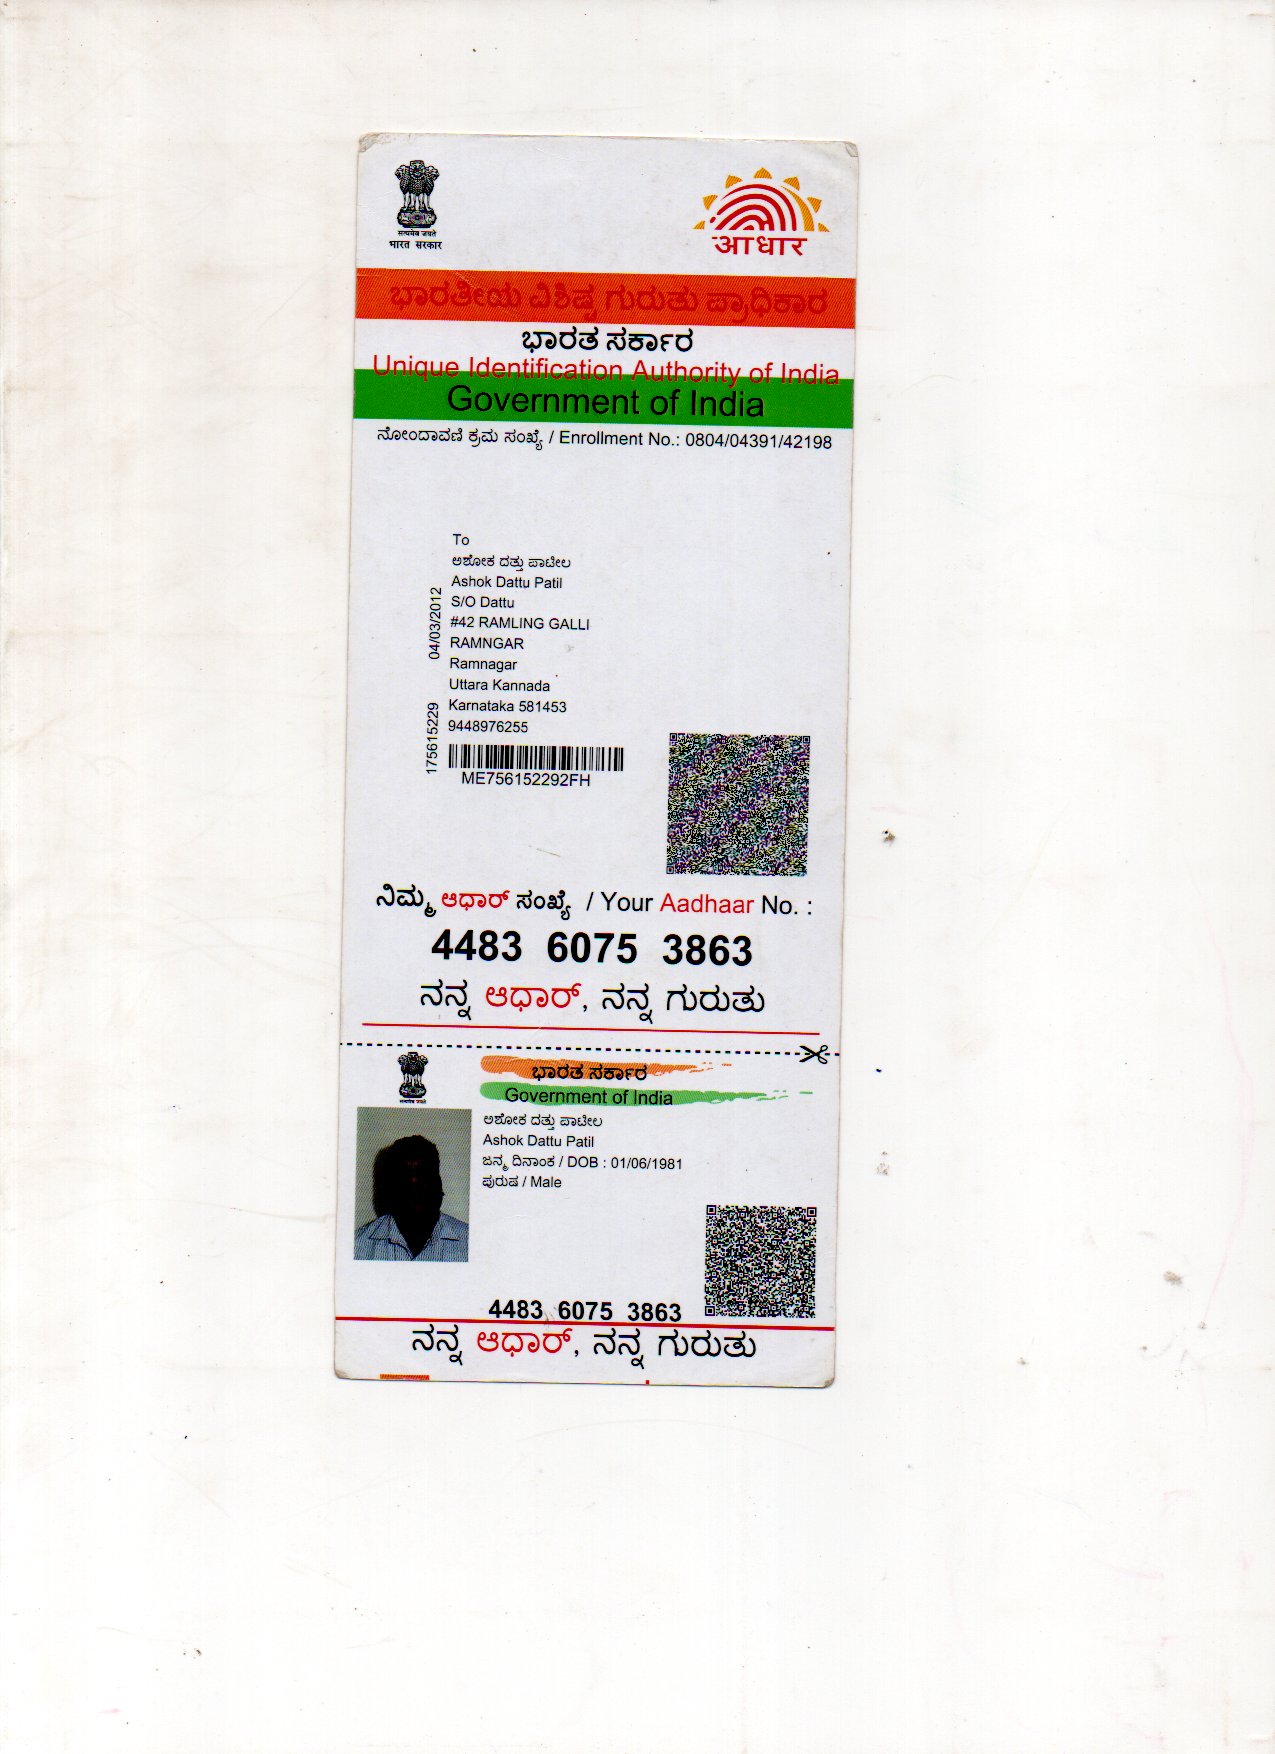 सत्यमेव जयते
भारत सरकार
आधार
ಭಾರತೀಯ ವಿಶಿಷ್ಟ ಗುರುತು ಪ್ರಾಧಿಕಾರ
ಭಾರತ ಸರ್ಕಾರ
Unique Identification Authority of India
Government of India
ನೋಂದಾವಣಿ ಕ್ರಮ ಸಂಖ್ಯೆ / Enrollment No.: 0804/04391/42198
To
ಅಶೋಕ ದತ್ತು ಪಾಟೀಲ
Ashok Dattu Patil
S/O Dattu
#42 RAMLING GALLI
RAMNGAR
Ramnagar
Uttara Kannada
Karnataka 581453
9448976255
04/03/2012
175615229
ME756152292FH
ನಿಮ್ಮ ಆಧಾರ್ ಸಂಖ್ಯೆ / Your Aadhaar No. :
4483 6075 3863
ನನ್ನ ಆಧಾರ್, ನನ್ನ ಗುರುತು
ಭಾರತ ಸರ್ಕಾರ
Government of India
ಅಶೋಕ ದತ್ತು ಪಾಟೀಲ
Ashok Dattu Patil
ಜನ್ಮ ದಿನಾಂಕ / DOB : 01/06/1981
ಪುರುಷ / Male
4483 6075 3863
ನನ್ನ ಆಧಾರ್, ನನ್ನ ಗುರುತು